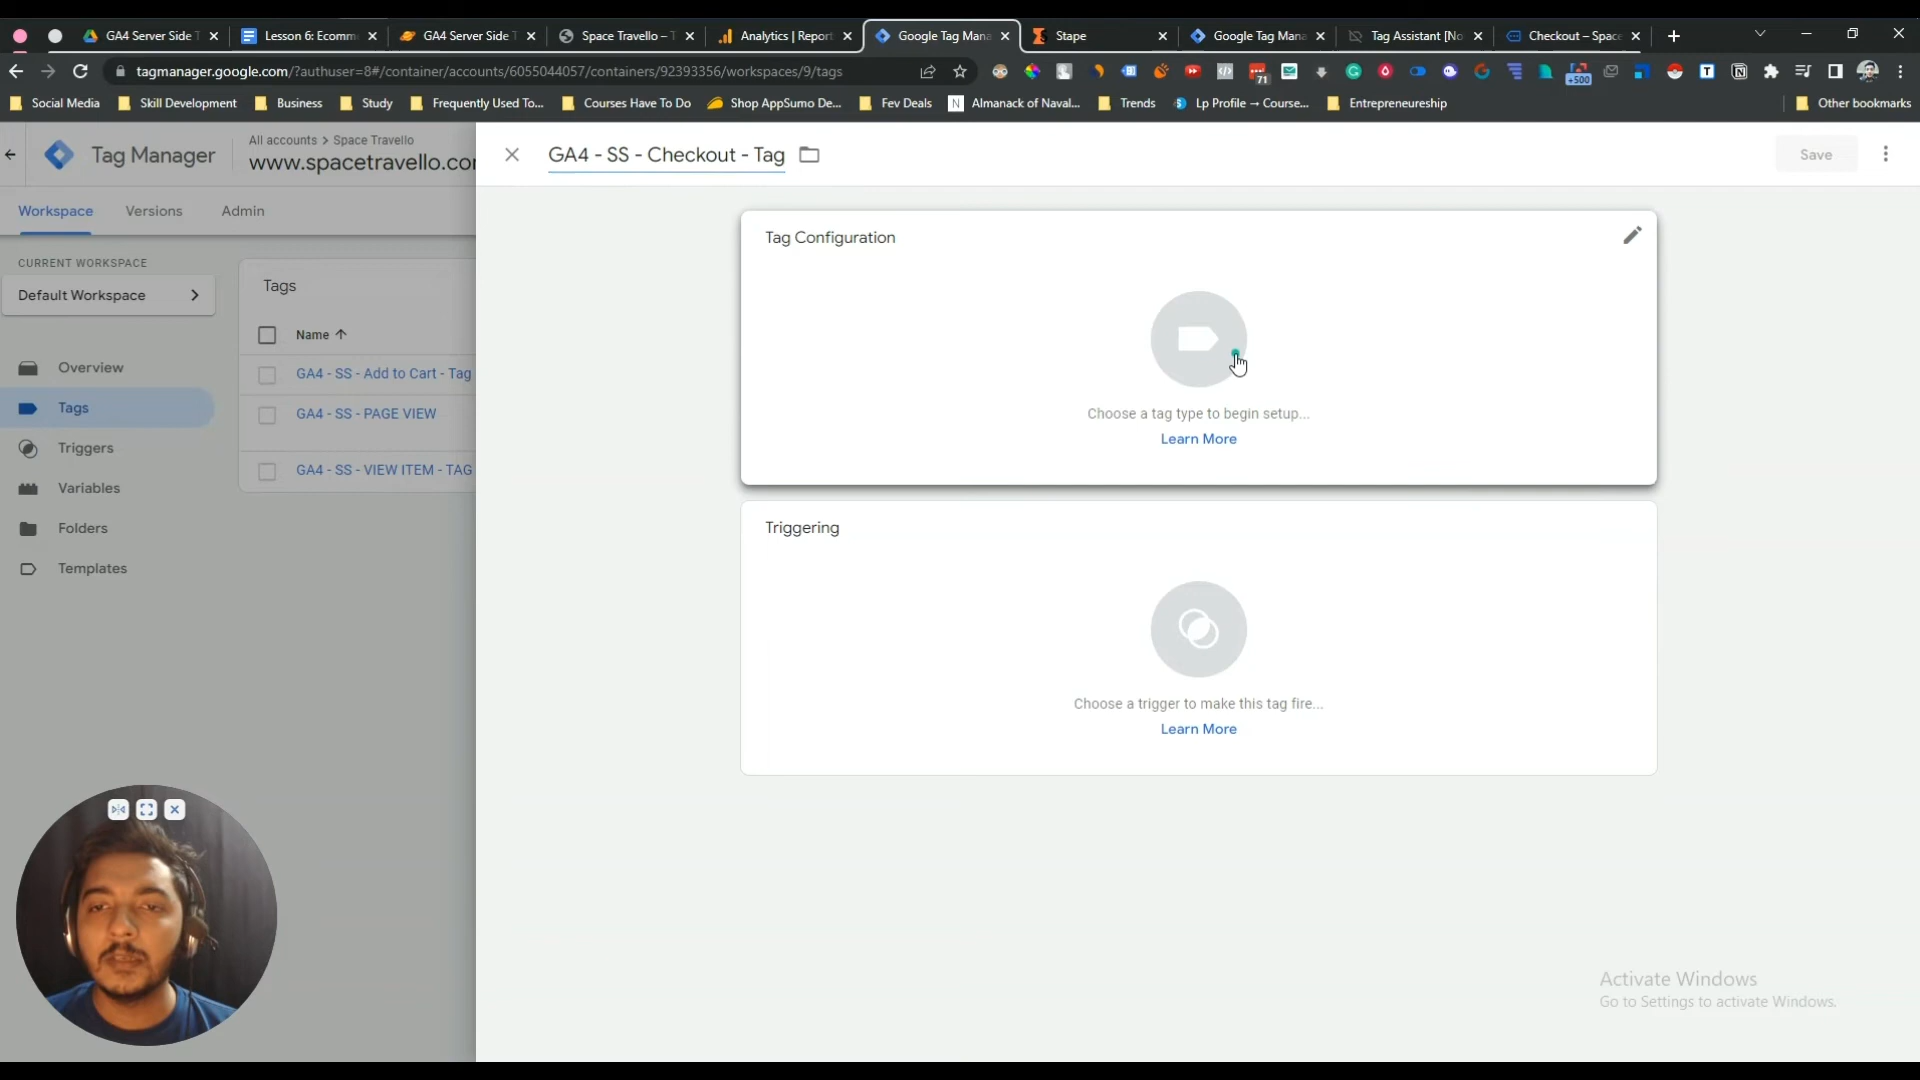 GA4 Server Side T
Lesson 6: Ecomm
GA4 Server Side T
Space Travello – T
Analytics | Report
Google Tag Mana
Stape
Google Tag Mana
Tag Assistant [No
Checkout – Space
tagmanager.google.com/?authuser=8#/container/accounts/6055044057/containers/92393356/workspaces/9/tags
71
+500
Social Media
Skill Development
Business
Study
Frequently Used To...
Courses Have To Do
Shop AppSumo De...
Fev Deals
Almanack of Naval...
Trends
Lp Profile → Course...
Entrepreneurship
Other bookmarks
Tag Manager
All accounts > Space Travello
www.spacetravello.com
GA4 - SS - Checkout - Tag
Save
Workspace
Versions
Admin
CURRENT WORKSPACE
Default Workspace
Overview
Tags
Triggers
Variables
Folders
Templates
Tags
Name
GA4 - SS - Add to Cart - Tag
GA4 - SS - PAGE VIEW
GA4 - SS - VIEW ITEM - TAG
Tag Configuration
Choose a tag type to begin setup...
Learn More
Triggering
Choose a trigger to make this tag fire...
Learn More
Activate Windows
Go to Settings to activate Windows.